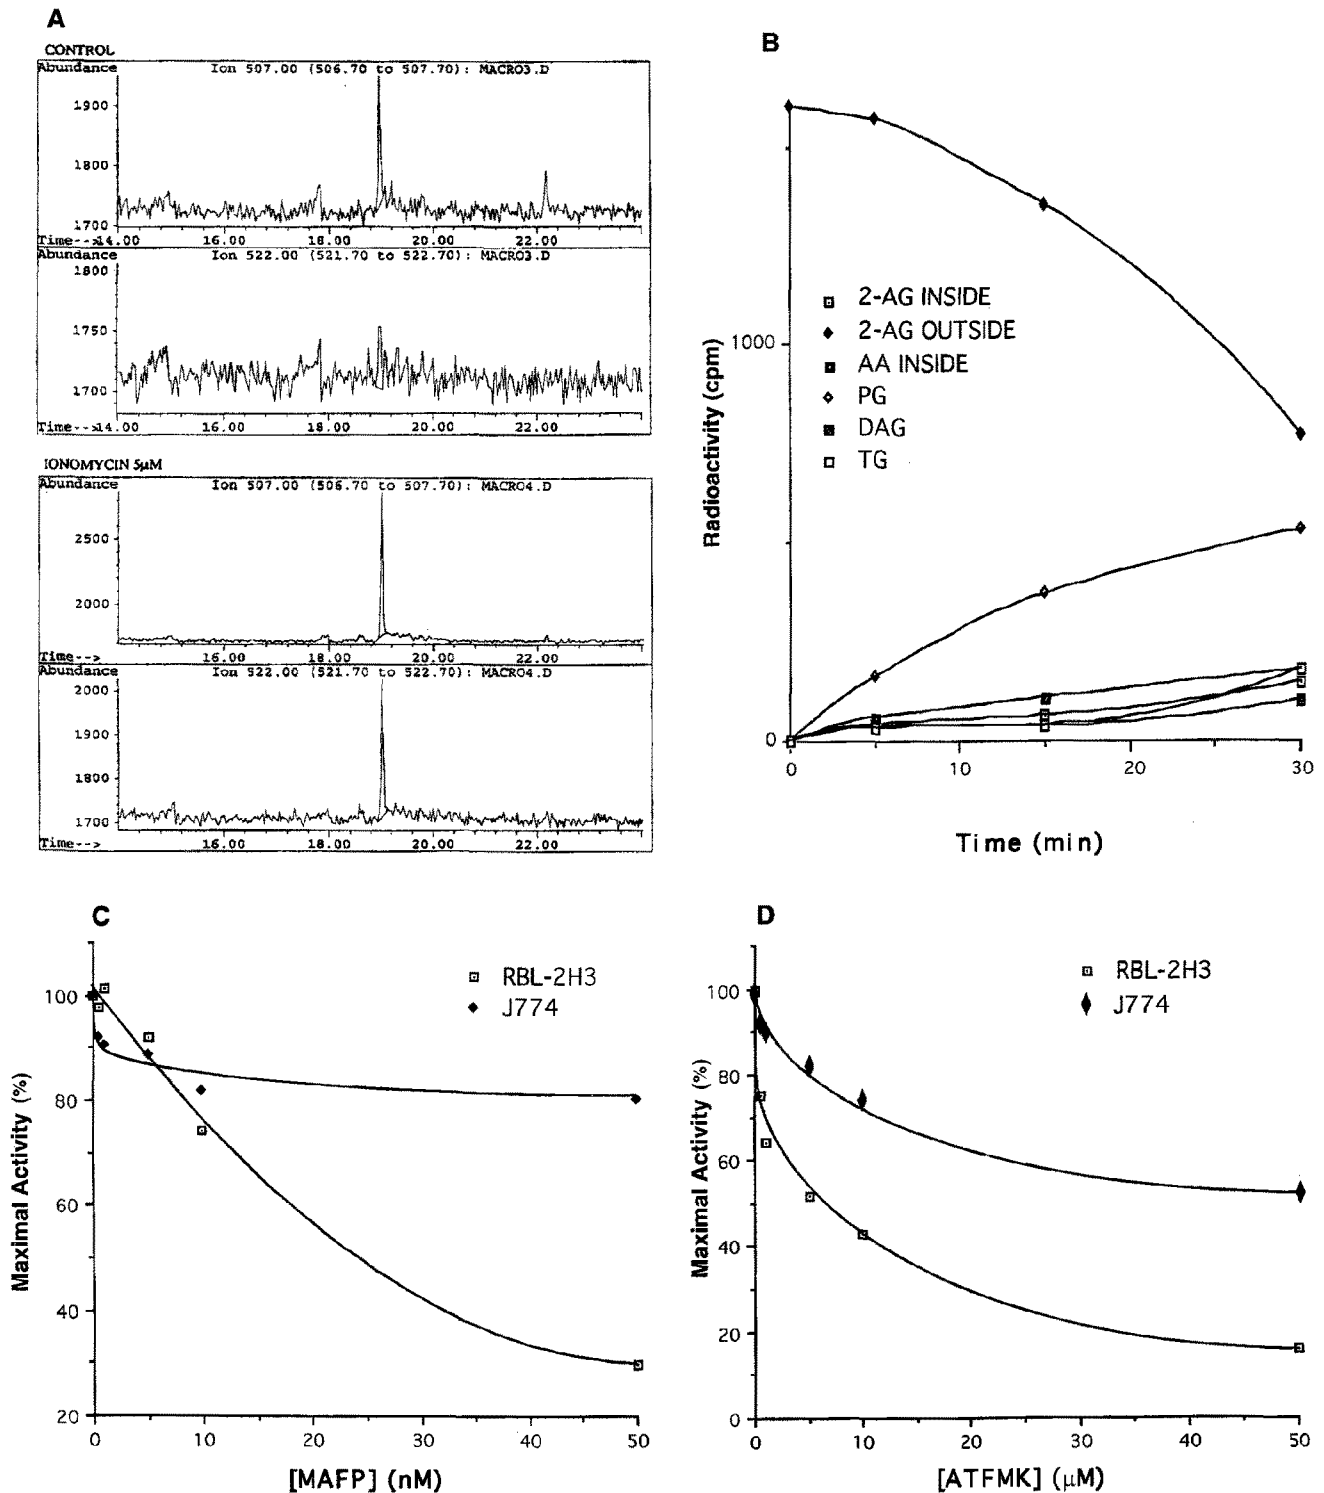 A
CONTROL
Abundance
Ion 507.00 (506.70 to 507.70): MACRO3.D
1900
1800
1700
Time-->14.00 16.00 18.00 20.00 22.00
Abundance
Ion 522.00 (521.70 to 522.70): MACRO3.D
1800
1750
1700
Time-->14.00 16.00 18.00 20.00 22.00
IONOMYCIN 5µM
Abundance
Ion 507.00 (506.70 to 507.70): MACRO4.D
2500
2000
Time--> 16.00 18.00 20.00 22.00
Abundance
Ion 522.00 (521.70 to 522.70): MACRO4.D
2000
1900
1800
1700
Time--> 16.00 18.00 20.00 22.00
B
Radioactivity (cpm)
1000
0
2-AG INSIDE
2-AG OUTSIDE
AA INSIDE
PG
DAG
TG
0 10 20 30
Time (min)
C
Maximal Activity (%)
100
80
60
40
20
RBL-2H3
J774
0 10 20 30 40 50
[MAFP] (nM)
D
Maximal Activity (%)
100
80
60
40
20
0
RBL-2H3
J774
0 10 20 30 40 50
[ATFMK] (µM)